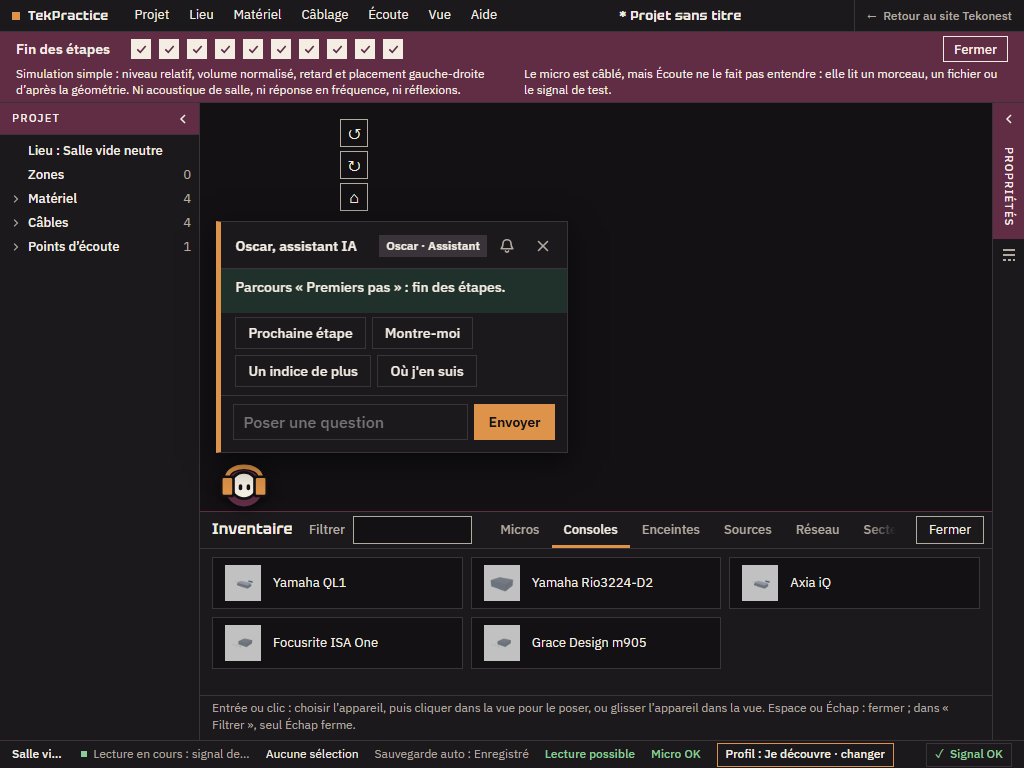 TekPractice
Projet
Lieu
Matériel
Câblage
Écoute
Vue
Aide
* Projet sans titre
← Retour au site Tekonest
Fin des étapes
Fermer
Simulation simple : niveau relatif, volume normalisé, retard et placement gauche-droite
d’après la géométrie. Ni acoustique de salle, ni réponse en fréquence, ni réflexions.
Le micro est câblé, mais Écoute ne le fait pas entendre : elle lit un morceau, un fichier ou
le signal de test.
PROJET
Lieu : Salle vide neutre
Zones 0
Matériel 4
Câbles 4
Points d’écoute 1
PROPRIÉTÉS
Oscar, assistant IA
Oscar · Assistant
Parcours « Premiers pas » : fin des étapes.
Prochaine étape
Montre-moi
Un indice de plus
Où j'en suis
Poser une question
Envoyer
Inventaire
Filtrer
Micros
Consoles
Enceintes
Sources
Réseau
Fermer
Yamaha QL1
Yamaha Rio3224-D2
Axia iQ
Focusrite ISA One
Grace Design m905
Entrée ou clic : choisir l’appareil, puis cliquer dans la vue pour le poser, ou glisser l’appareil dans la vue. Espace ou Échap : fermer ; dans «
Filtrer », seul Échap ferme.
Salle vi...
Lecture en cours : signal de...
Aucune sélection
Sauvegarde auto : Enregistré
Lecture possible
Micro OK
Profil : Je découvre · changer
✓ Signal OK